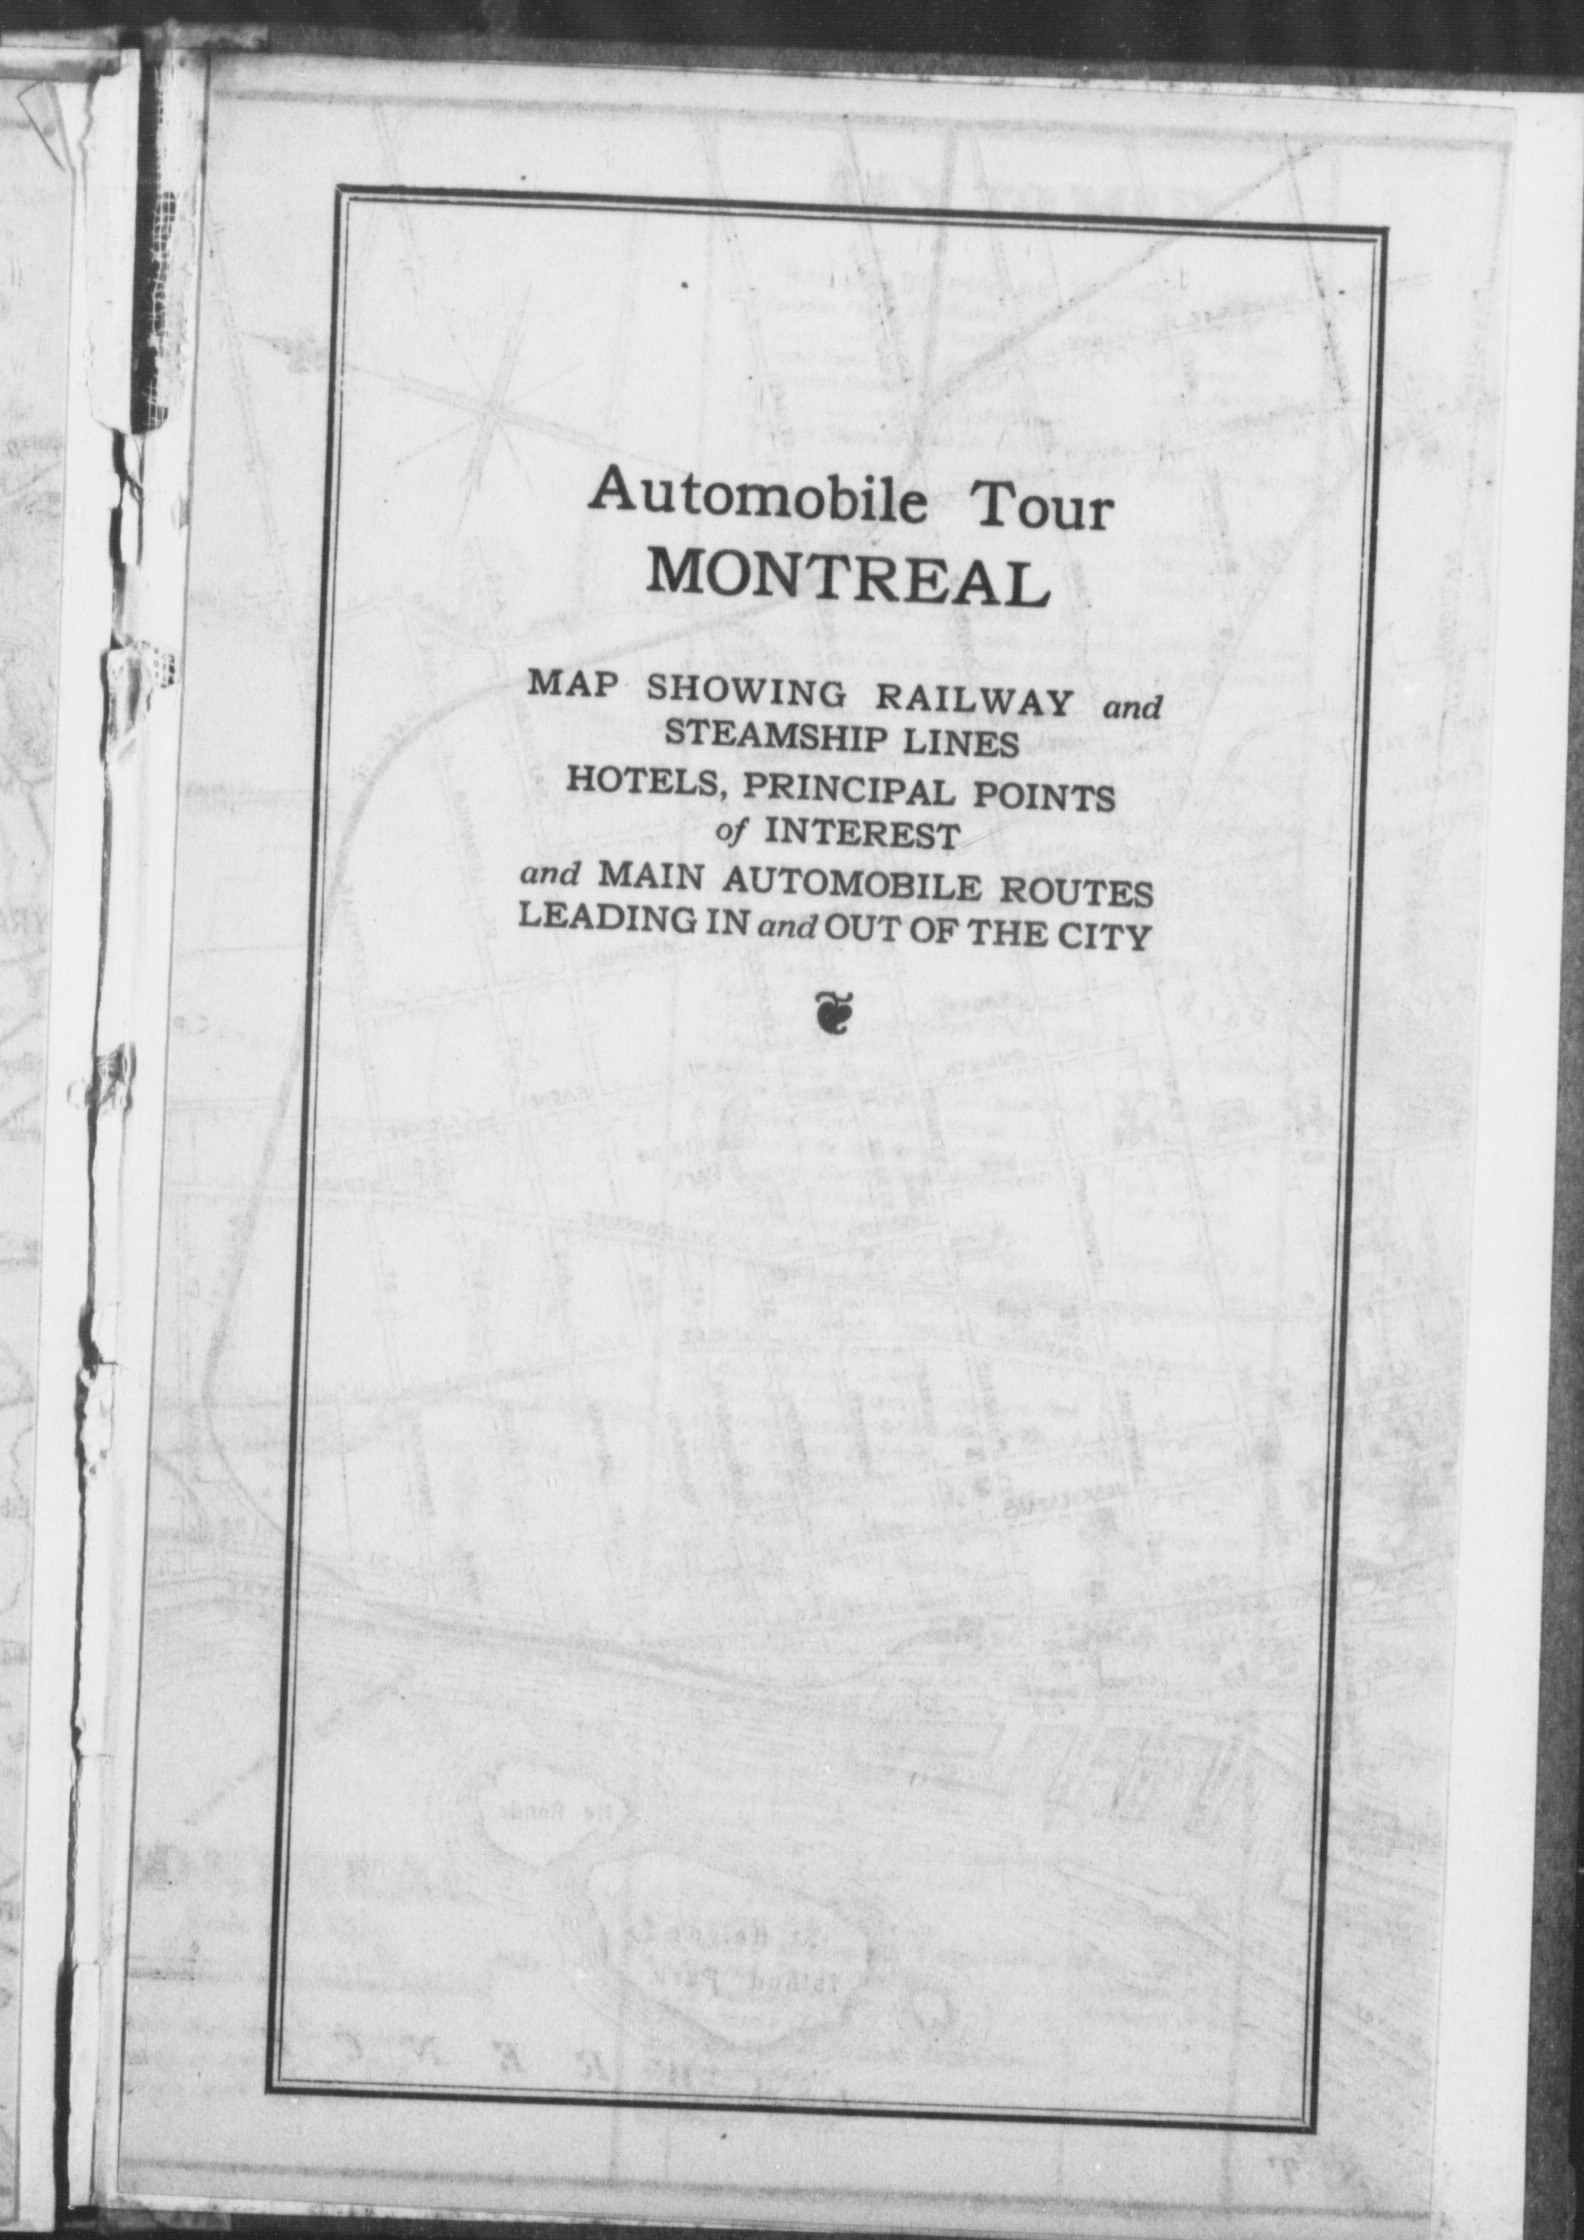 Automobile Tour
MONTREAL
MAP SHOWING RAILWAY and
STEAMSHIP LINES
HOTELS, PRINCIPAL POINTS
of INTEREST
and MAIN AUTOMOBILE ROUTES
LEADING IN and OUT OF THE CITY